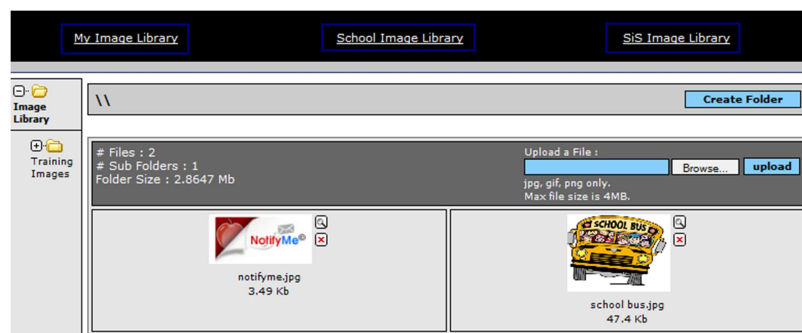 My Image Library
School Image Library
SiS Image Library
Image
Library
Training
Images
\\
Create Folder
# Files : 2
# Sub Folders : 1
Folder Size : 2.8647 Mb
Upload a File :
Browse...
upload
jpg, gif, png only.
Max file size is 4MB.
NotifyMe©
notifyme.jpg
3.49 Kb
SCHOOL BUS
school bus.jpg
47.4 Kb